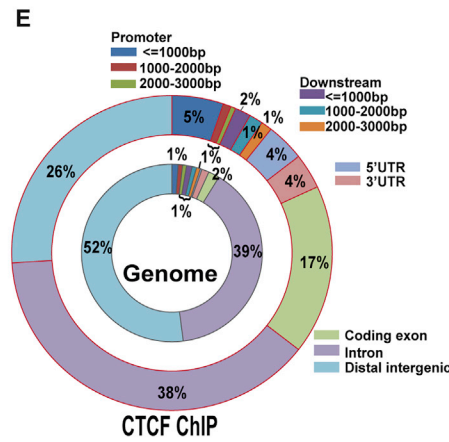 E
Promoter
<=1000bp
1000-2000bp
2000-3000bp
Downstream
<=1000bp
1000-2000bp
2000-3000bp
5'UTR
3'UTR
5%
2%
1%
1%
4%
4%
17%
38%
26%
1%
1%
2%
1%
39%
52%
Genome
Coding exon
Intron
Distal intergenic
CTCF ChIP